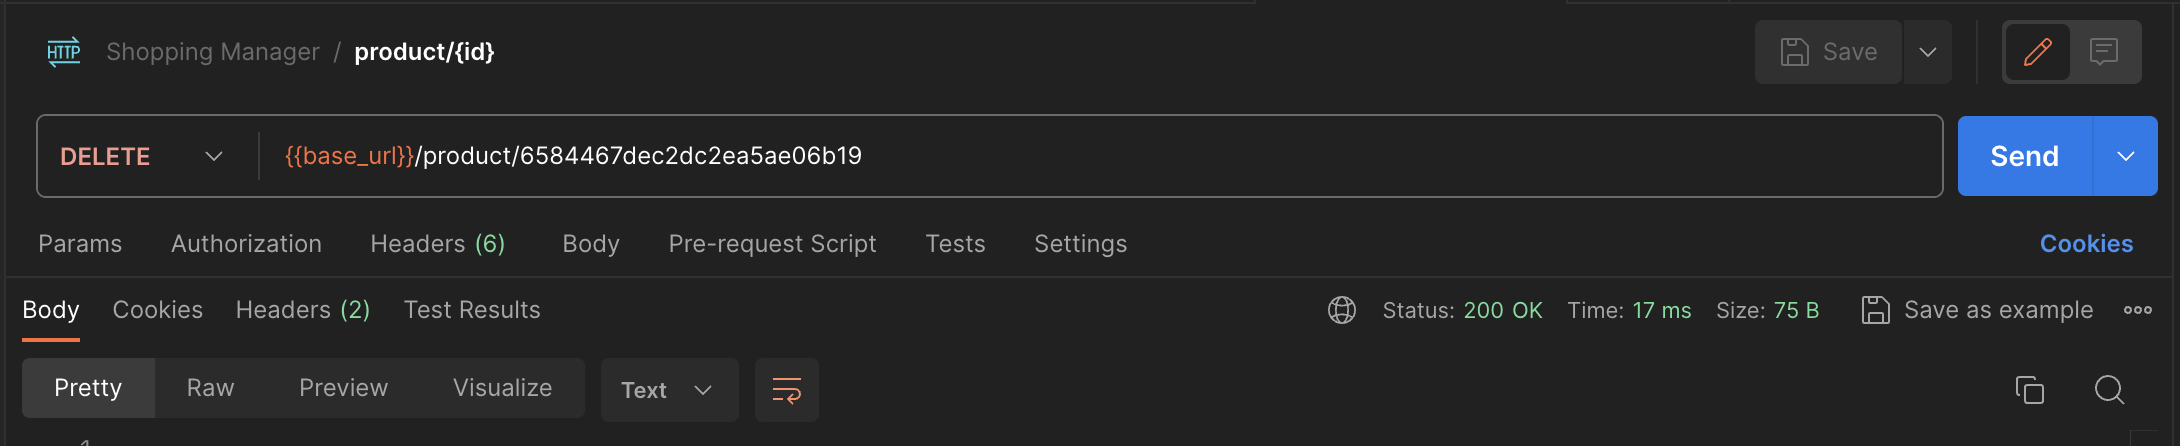 HTTP Shopping Manager / product/{id} Save
DELETE {{base_url}}/product/6584467dec2dc2ea5ae06b19 Send
Params Authorization Headers (6) Body Pre-request Script Tests Settings Cookies
Body Cookies Headers (2) Test Results Status: 200 OK Time: 17 ms Size: 75 B Save as example
Pretty Raw Preview Visualize Text
1